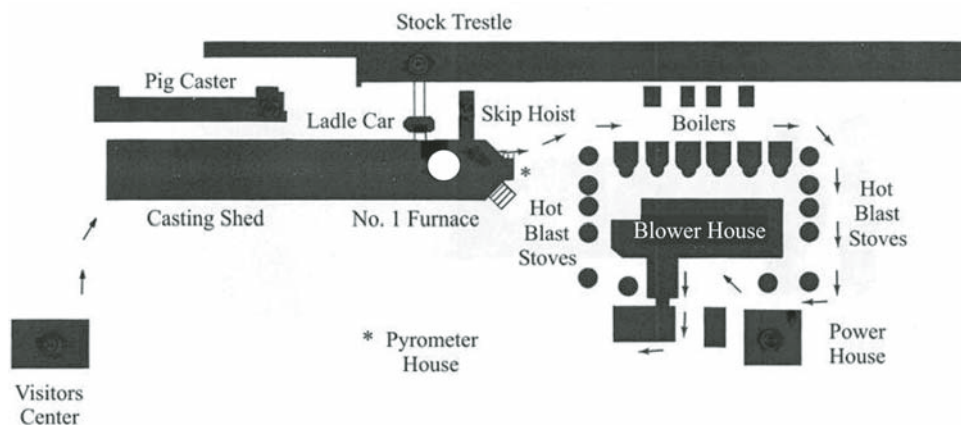 Stock Trestle
Pig Caster
Ladle Car
Skip Hoist
Boilers
Casting Shed
No. 1 Furnace
*
Hot
Blast
Stoves
Blower House
Hot
Blast
Stoves
* Pyrometer
House
Power
House
Visitors
Center